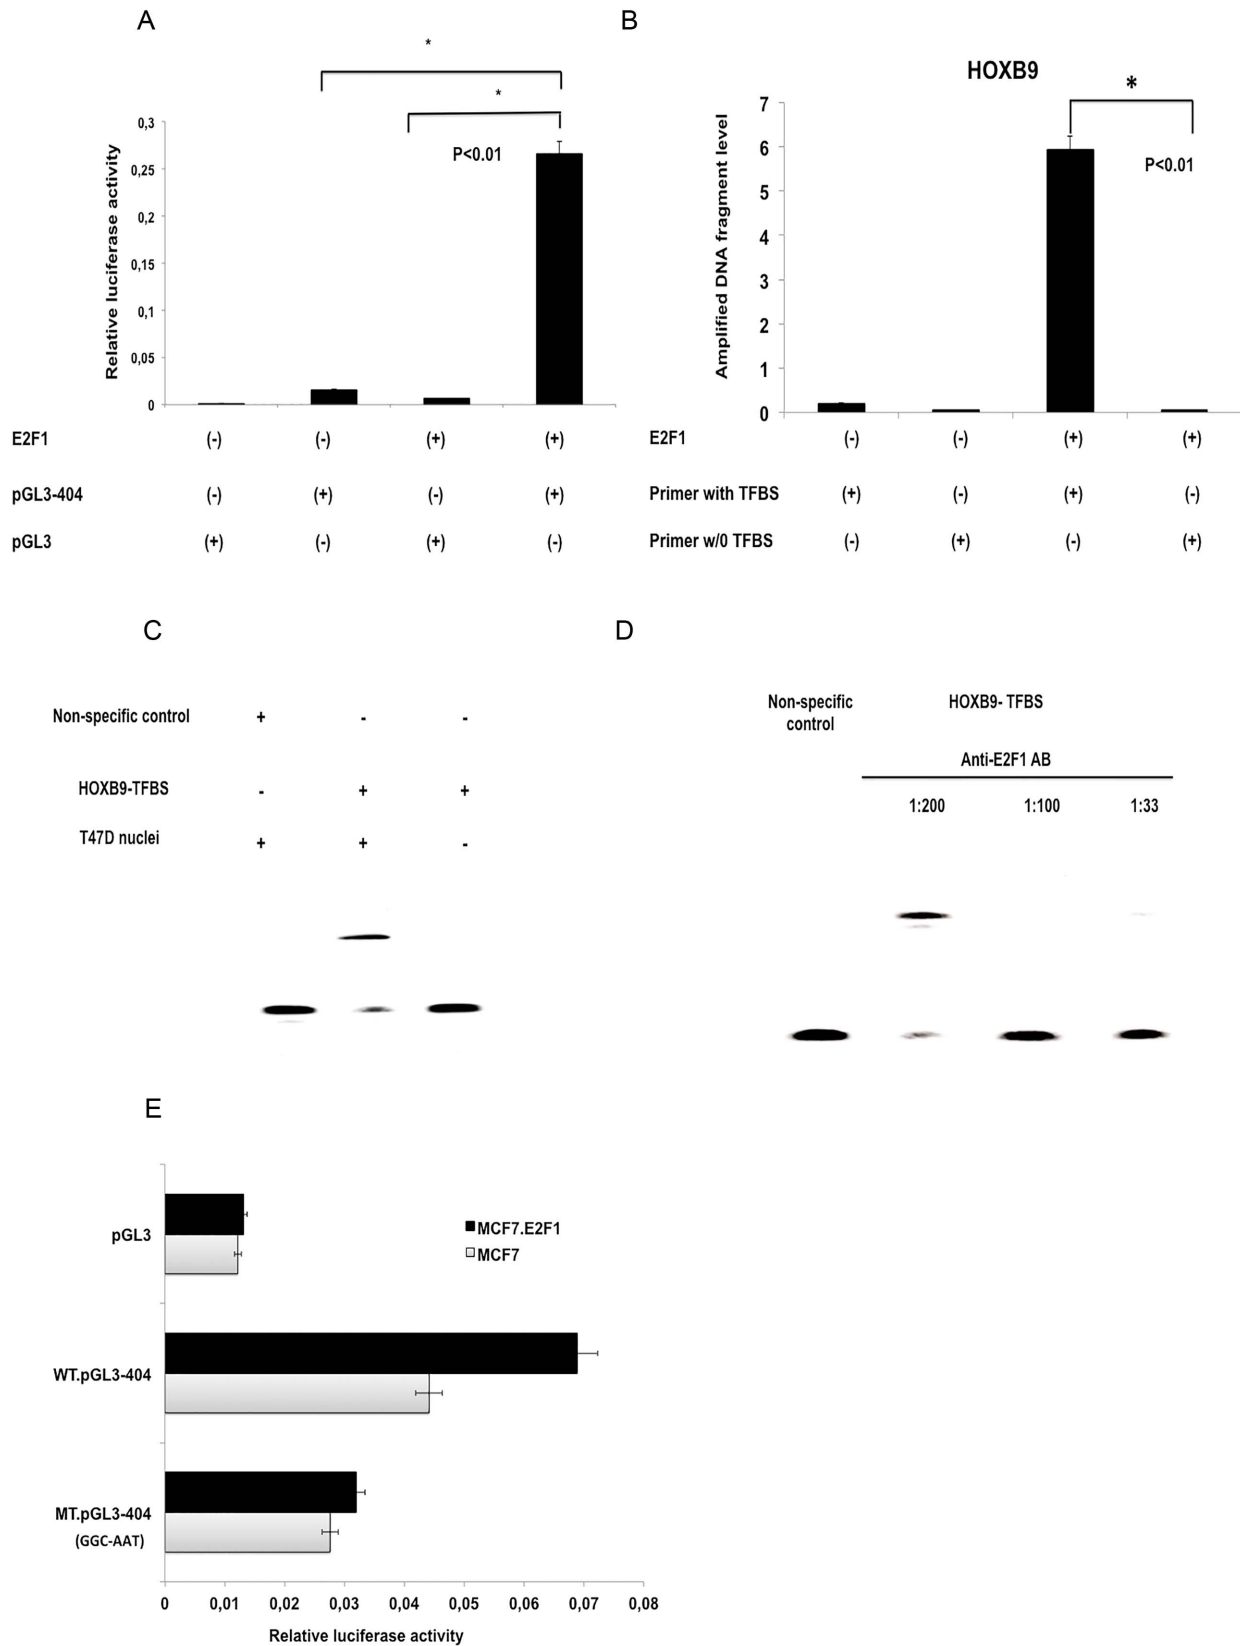 A
*
*
P<0.01
0,3
0,25
0,2
0,15
0,1
0,05
0
Relative luciferase activity
E2F1 (-) (-) (+) (+)
pGL3-404 (-) (+) (-) (+)
pGL3 (+) (-) (+) (-)
B
HOXB9
*
P<0.01
7
6
5
4
3
2
1
0
Amplified DNA fragment level
E2F1 (-) (-) (+) (+)
Primer with TFBS (+) (-) (+) (-)
Primer w/0 TFBS (-) (+) (-) (+)
C
Non-specific control + - -
HOXB9-TFBS - + +
T47D nuclei + + -
D
Non-specific
control
HOXB9- TFBS
Anti-E2F1 AB
1:200 1:100 1:33
E
pGL3
WT.pGL3-404
MT.pGL3-404
(GGC-AAT)
MCF7.E2F1
MCF7
0 0,01 0,02 0,03 0,04 0,05 0,06 0,07 0,08
Relative luciferase activity